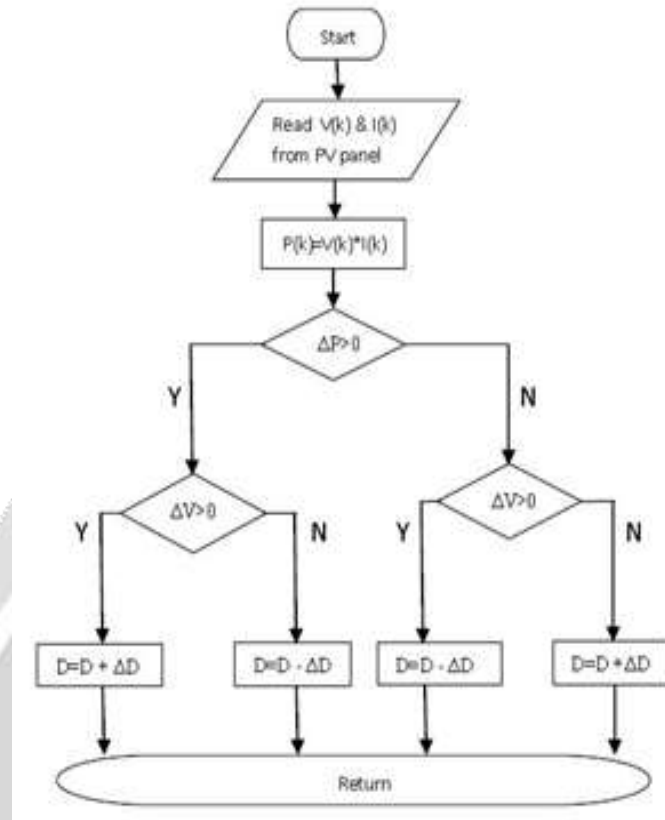 Start
Read V(k) & I(k)
from PV panel
P(k)=V(k)*I(k)
ΔP>0
Y
N
ΔV>0
ΔV>0
Y
N
Y
N
D=D + ΔD
D=D - ΔD
D=D - ΔD
D=D + ΔD
Return